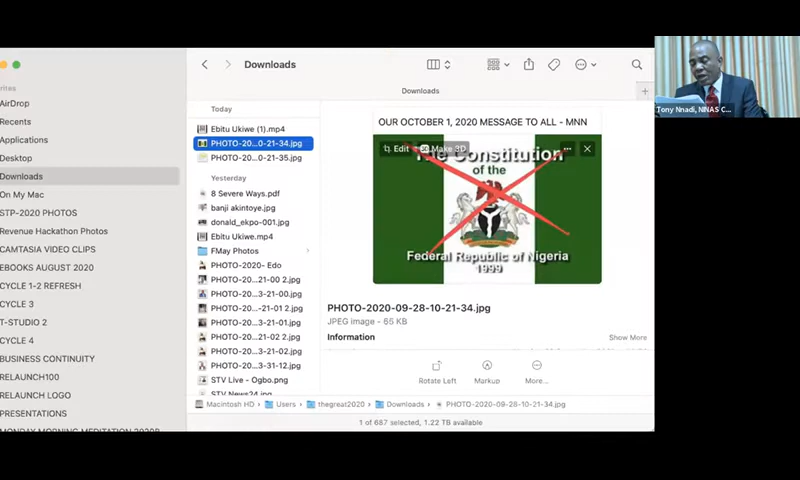 Downloads
rites
AirDrop
Recents
Applications
Desktop
Downloads
On My Mac
STP-2020 PHOTOS
Revenue Hackathon Photos
CAMTASIA VIDEO CLIPS
EBOOKS AUGUST 2020
CYCLE 1-2 REFRESH
CYCLE 3
T-STUDIO 2
CYCLE 4
BUSINESS CONTINUITY
RELAUNCH100
RELAUNCH LOGO
PRESENTATIONS
MONDAY MORNING MEDITATION 2020B
Downloads
Today
Ebitu Ukiwe (1).mp4
PHOTO-20...0-21-34.jpg
PHOTO-20...0-21-35.jpg
Yesterday
8 Severe Ways.pdf
banji akintoye.jpg
donald_ekpo-001.jpg
Ebitu Ukiwe.mp4
FMay Photos
PHOTO-2020- Edo
PHOTO-20...21-00 2.jpg
PHOTO-20...3-21-00.jpg
PHOTO-20...-21-01 2.jpg
PHOTO-20...3-21-01.jpg
PHOTO-20...21-02 2.jpg
PHOTO-20...3-21-02.jpg
PHOTO-20...3-31-12.jpg
STV Live - Ogbo.png
STV News24.jpg
OUR OCTOBER 1, 2020 MESSAGE TO ALL - MNN
Edit Make 3D
The Constitution
of the
Federal Republic of Nigeria
1999
PHOTO-2020-09-28-10-21-34.jpg
JPEG image - 65 KB
Information Show More
Rotate Left Markup More...
Macintosh HD Users thegreat2020 Downloads PHOTO-2020-09-28-10-21-34.jpg
1 of 687 selected, 1.22 TB available
Tony Nnadi, NNAS C...